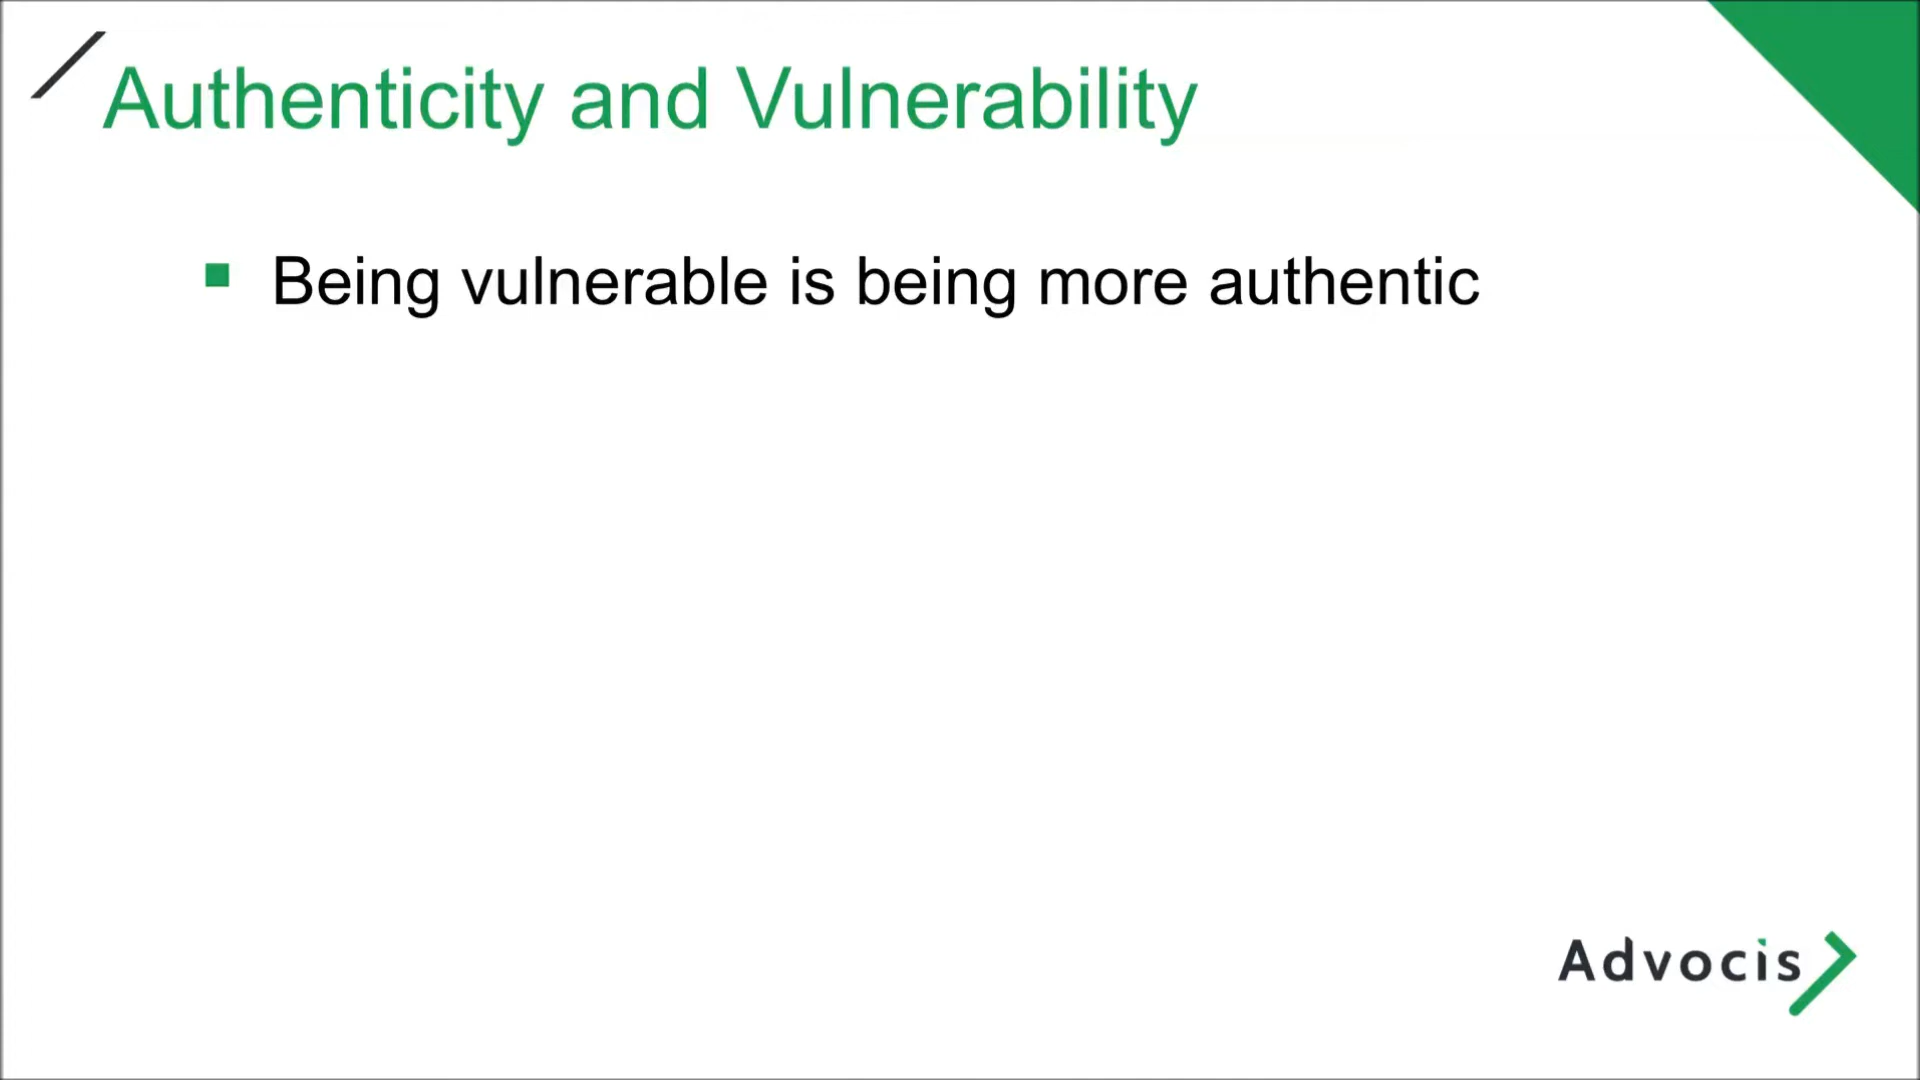 Authenticity and Vulnerability
Being vulnerable is being more authentic
Advocis